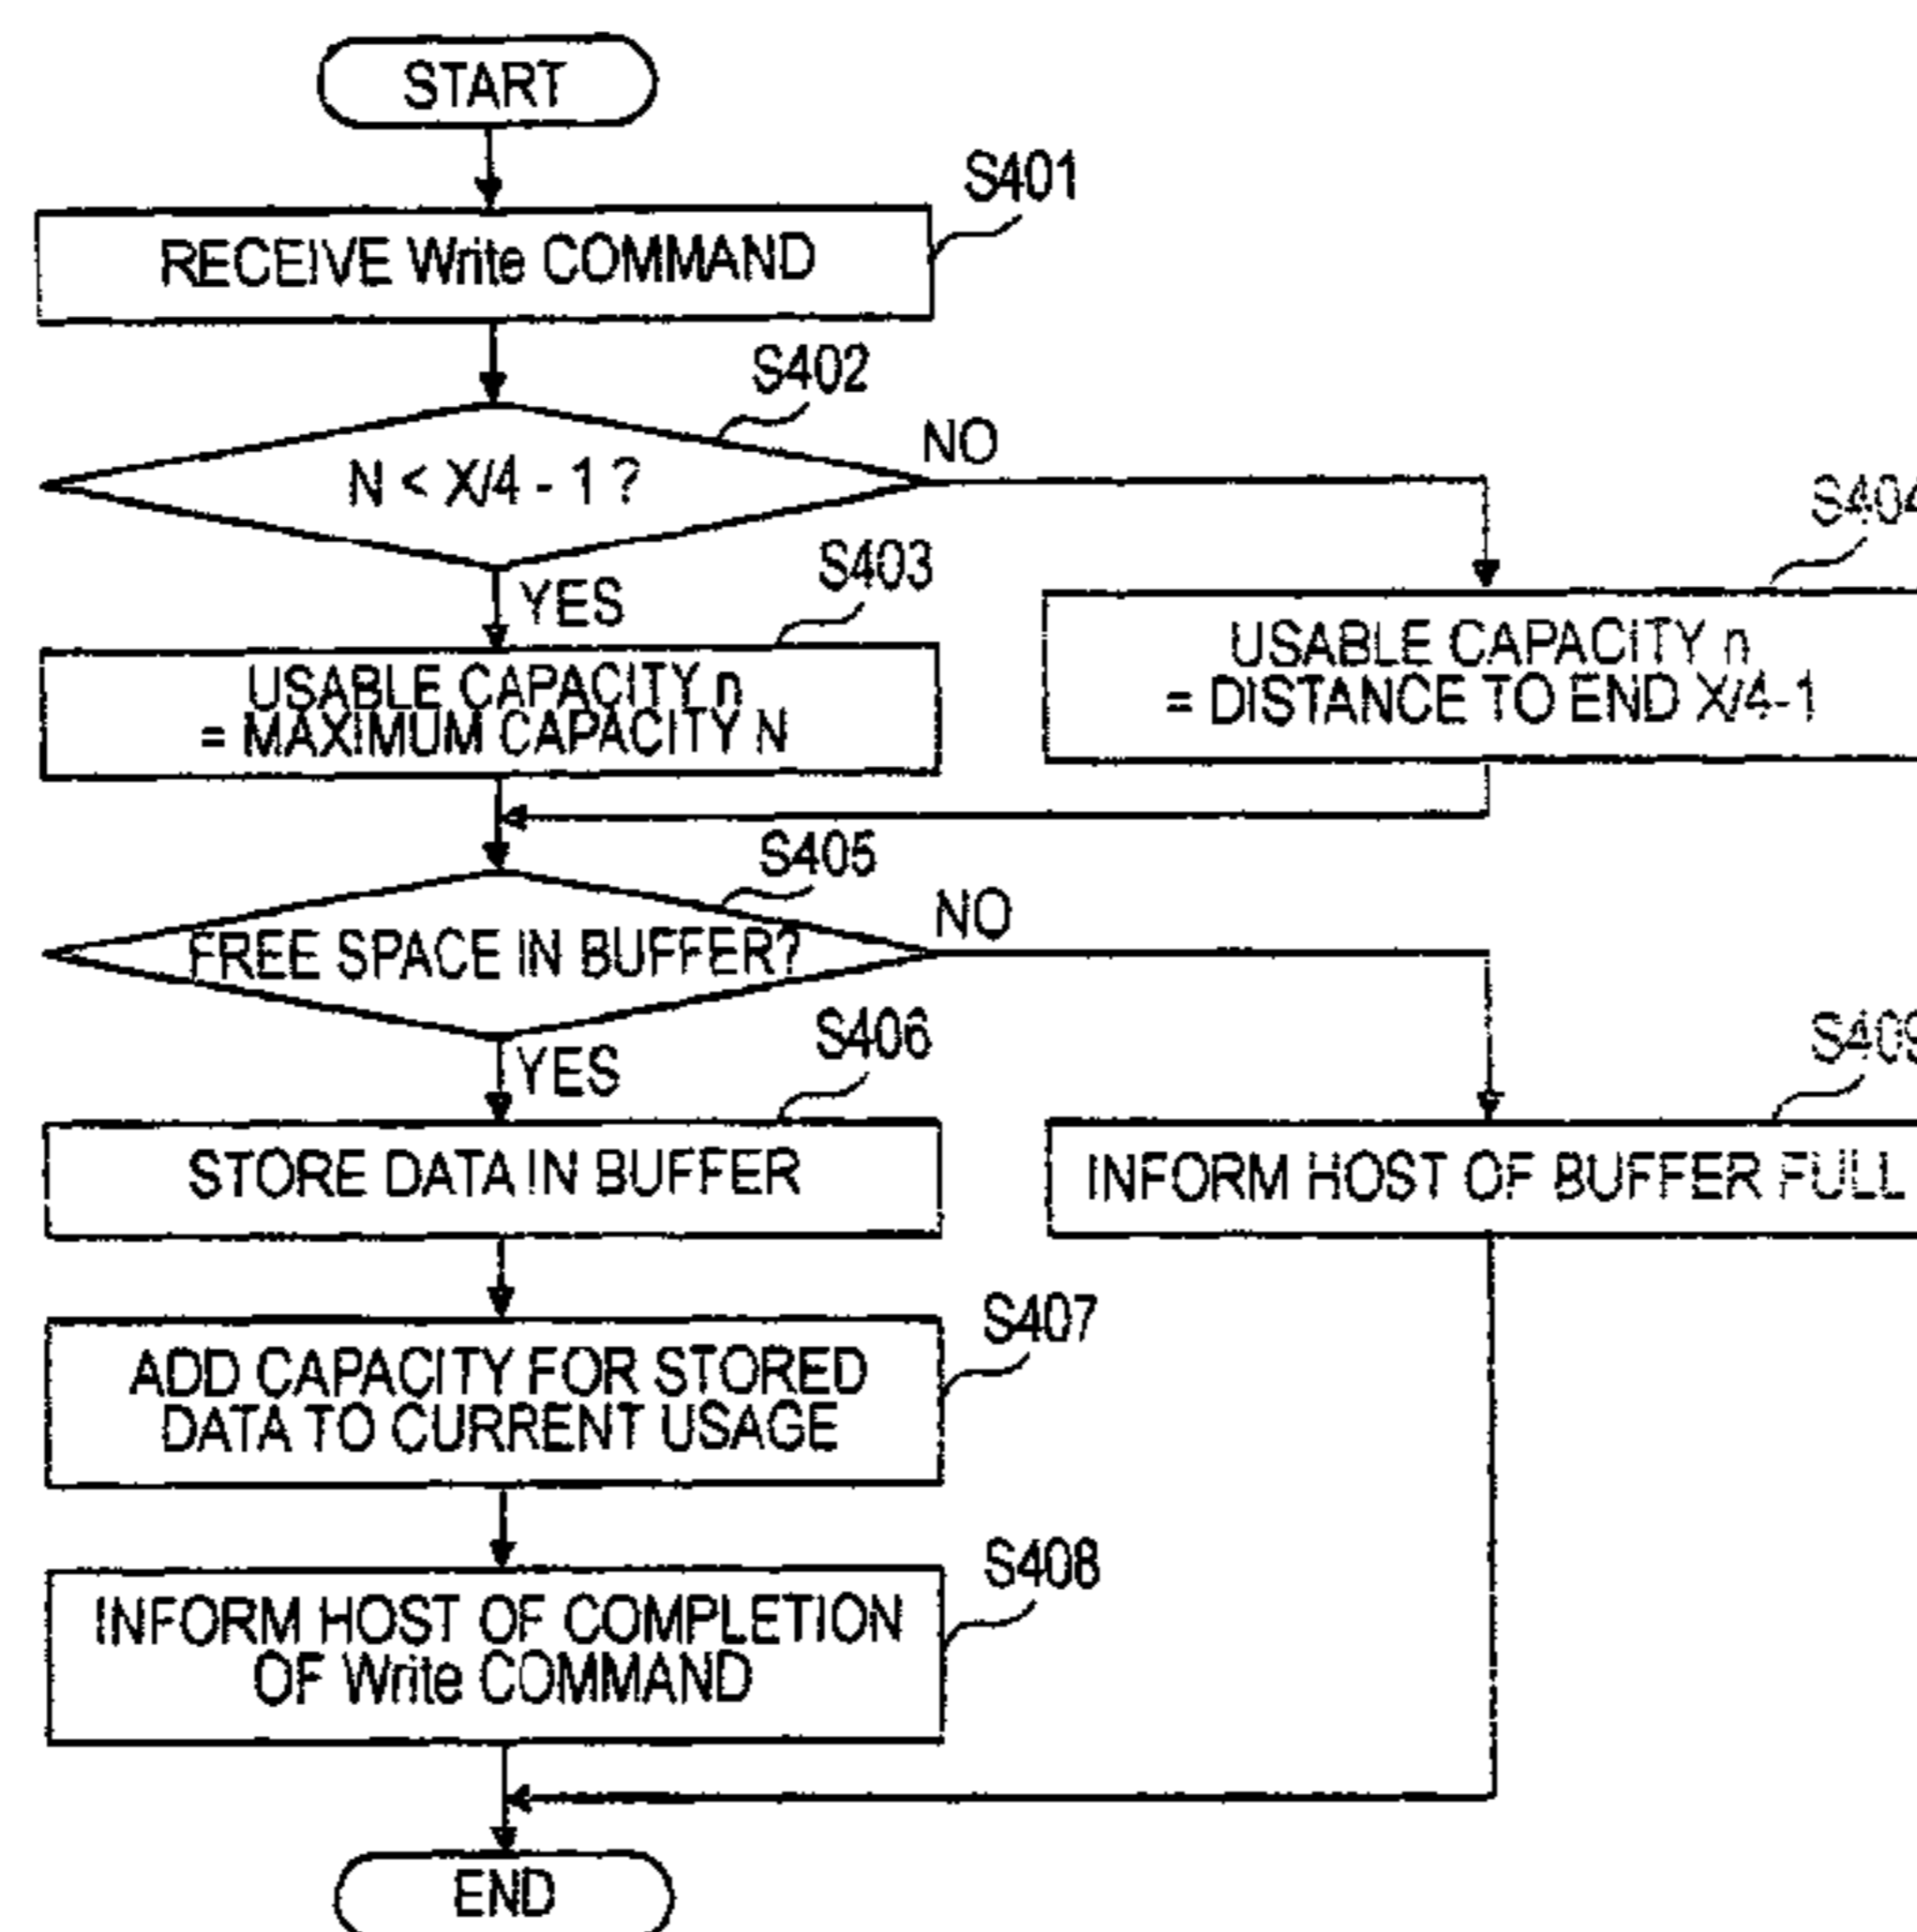 START
S401
RECEIVE Write COMMAND
S402
N < X/4 - 1 ?
NO
YES
S403
S404
USABLE CAPACITY n
= MAXIMUM CAPACITY N
USABLE CAPACITY n
= DISTANCE TO END X/4-1
S405
FREE SPACE IN BUFFER?
NO
YES
S406
S409
STORE DATA IN BUFFER
INFORM HOST OF BUFFER FULL
S407
ADD CAPACITY FOR STORED
DATA TO CURRENT USAGE
S408
INFORM HOST OF COMPLETION
OF Write COMMAND
END